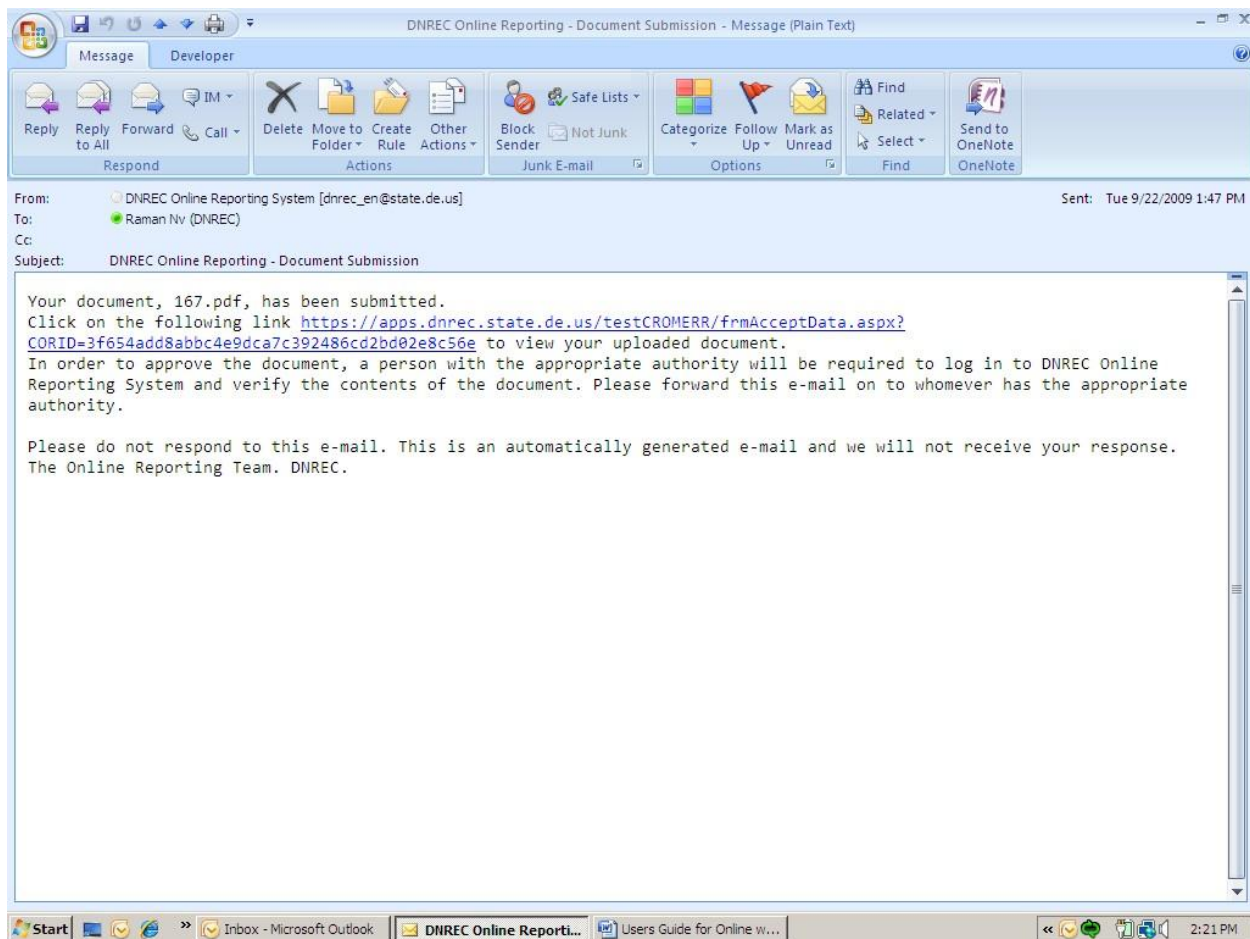 DNREC Online Reporting - Document Submission - Message (Plain Text)
Message Developer
Reply Reply to All Forward IM Call
Delete Move to Folder Create Rule Other Actions
Block Sender Safe Lists Not Junk
Categorize Follow Up Mark as Unread
Find Related Select
Send to OneNote
Respond Actions Junk E-mail Options Find OneNote
From: DNREC Online Reporting System [dnrec_en@state.de.us] Sent: Tue 9/22/2009 1:47 PM
To: Raman Nv (DNREC)
Cc:
Subject: DNREC Online Reporting - Document Submission
Your document, 167.pdf, has been submitted.
Click on the following link https://apps.dnrec.state.de.us/testCROMERR/frmAcceptData.aspx?
CORID=3f654add8abbc4e9dca7c392486cd2bd02e8c56e to view your uploaded document.
In order to approve the document, a person with the appropriate authority will be required to log in to DNREC Online
Reporting System and verify the contents of the document. Please forward this e-mail on to whomever has the appropriate
authority.
Please do not respond to this e-mail. This is an automatically generated e-mail and we will not receive your response.
The Online Reporting Team. DNREC.
Start » Inbox - Microsoft Outlook DNREC Online Reporti... Users Guide for Online w... « 2:21 PM